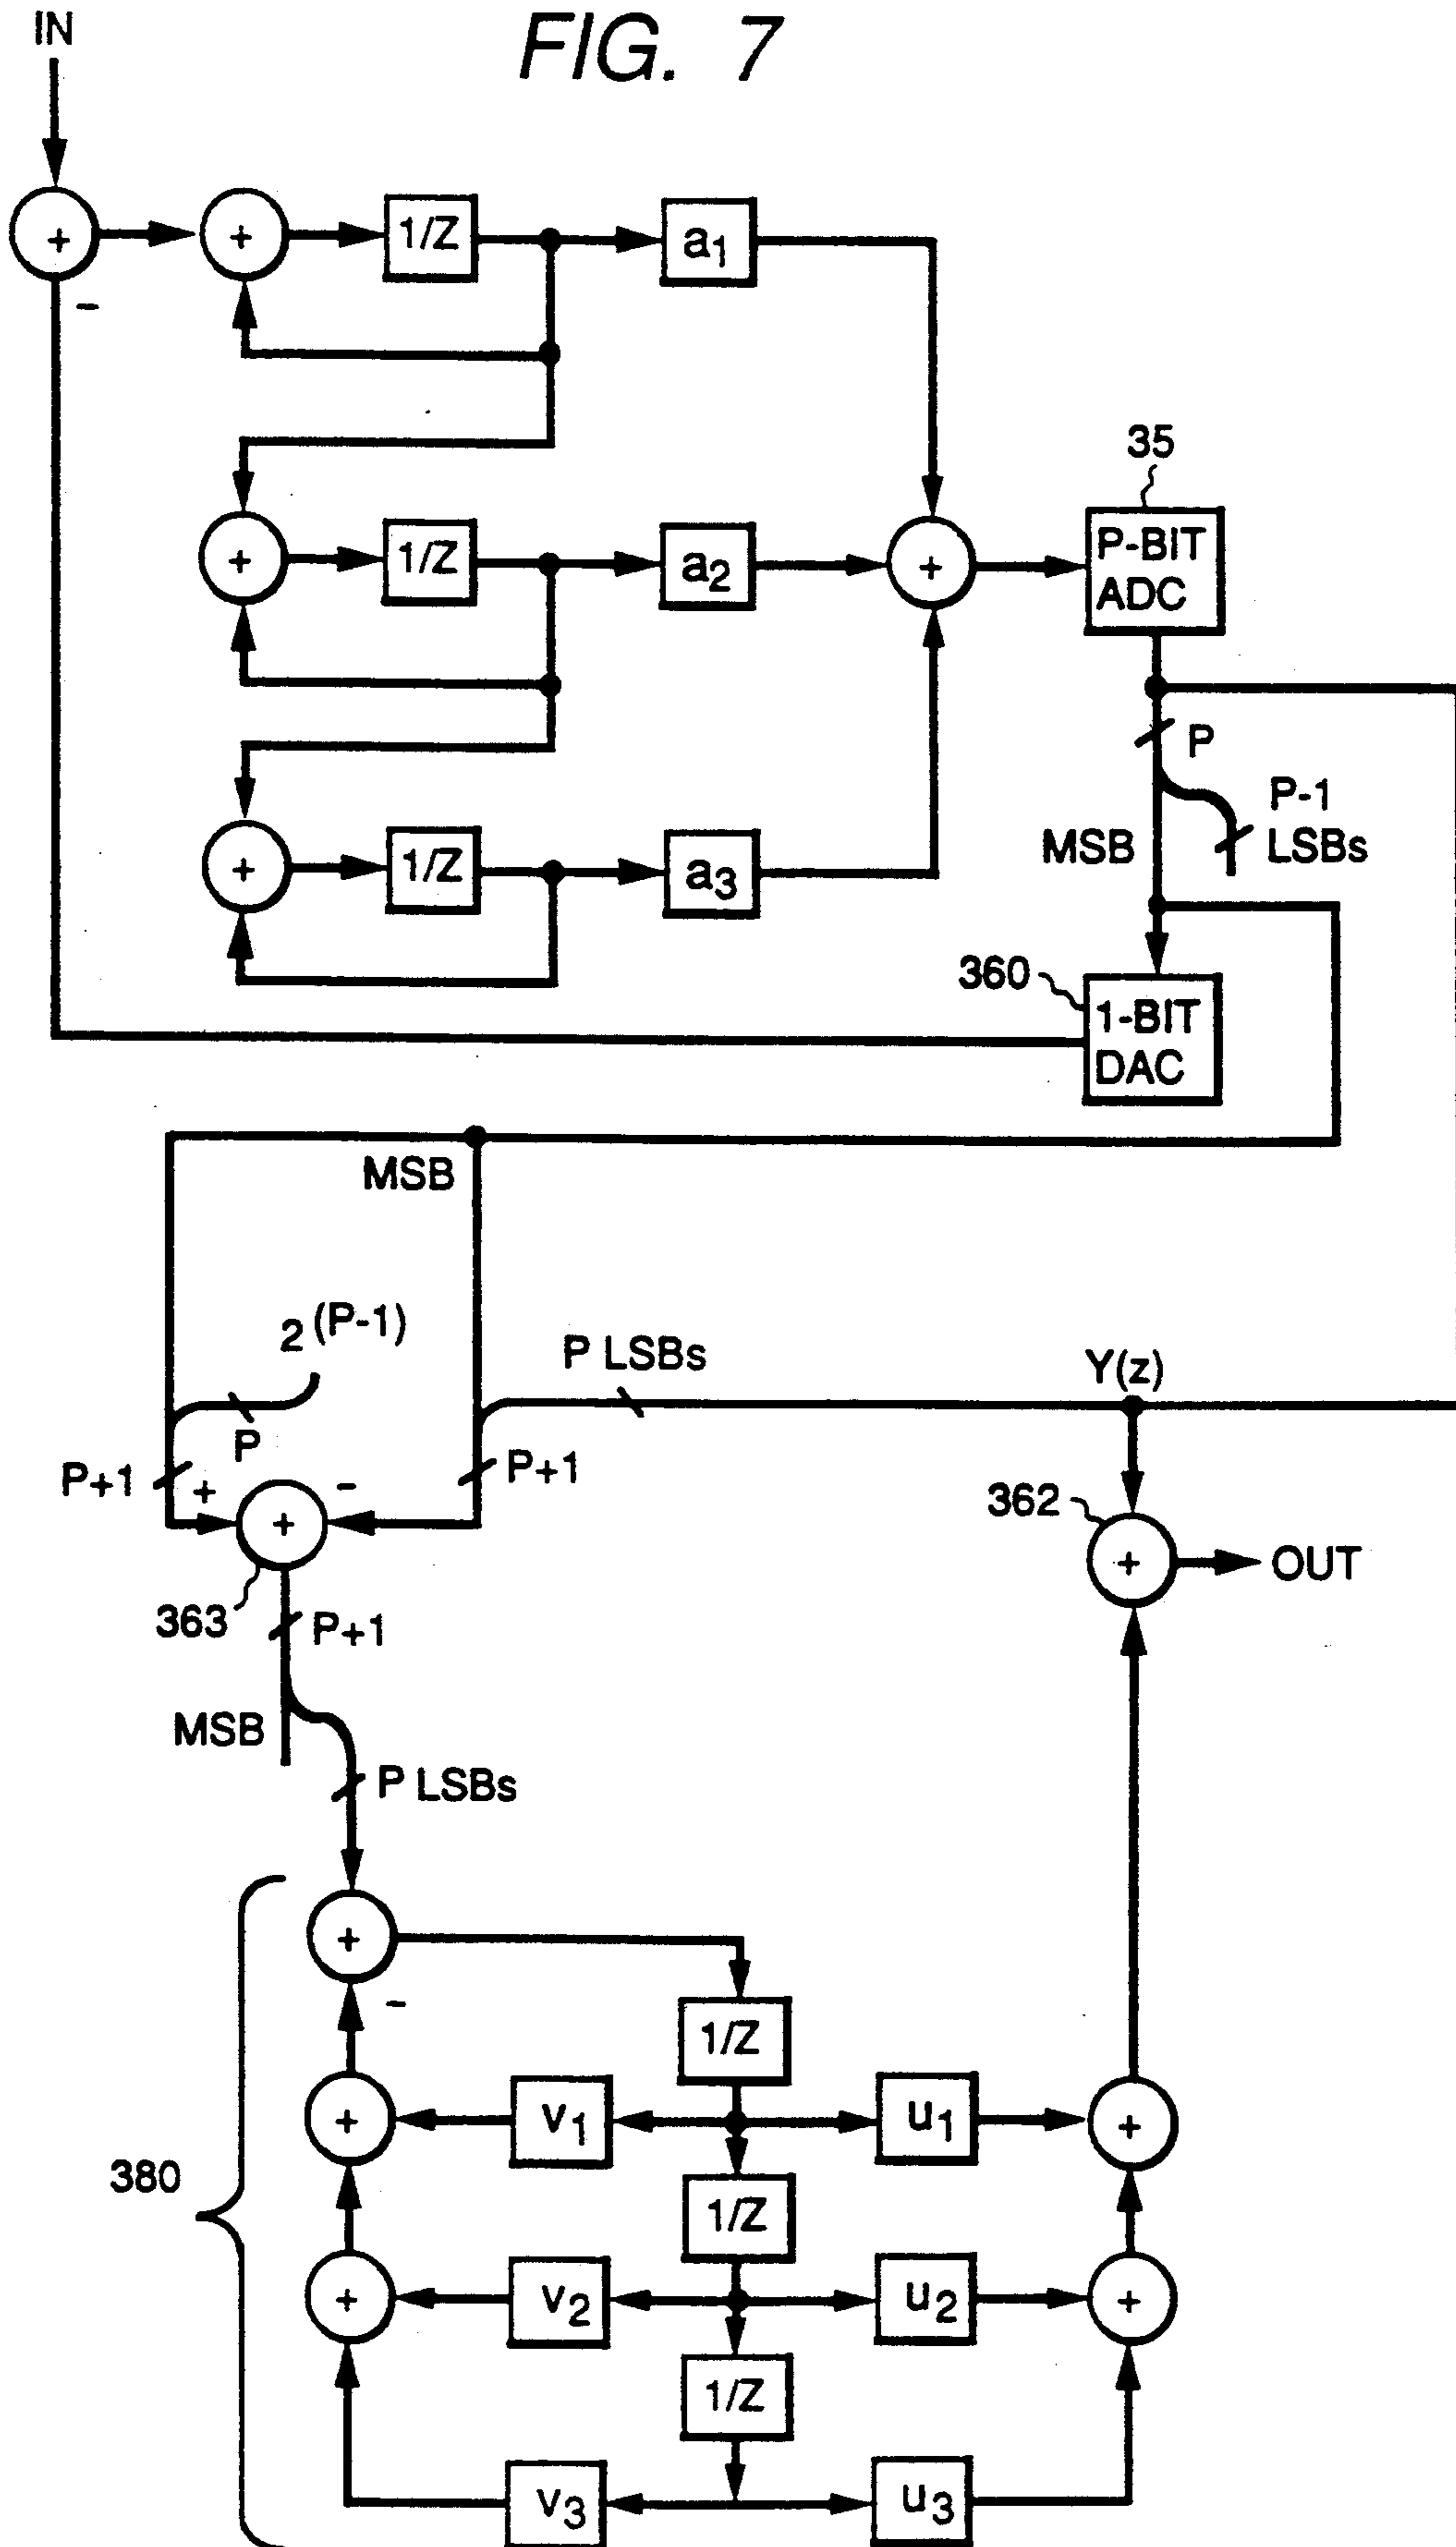 FIG. 7
IN
+
+
1/Z
a1
-
35
+
1/Z
a2
+
P-BIT
ADC
P
P-1
LSBs
MSB
+
1/Z
a3
360
1-BIT
DAC
MSB
2(P-1)
P LSBs
Y(z)
P
P+1
+
-
P+1
362
+
+
OUT
363
P+1
MSB
P LSBs
+
-
1/Z
380
+
V1
u1
+
1/Z
+
V2
u2
+
1/Z
V3
u3